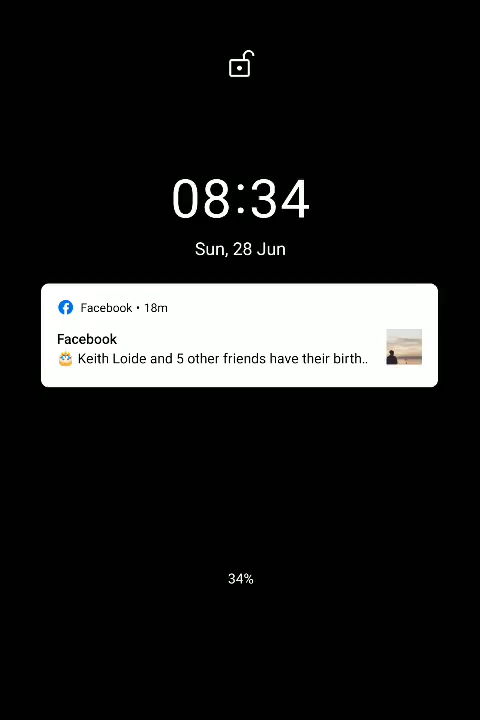 08:34
Sun, 28 Jun
Facebook • 18m
Facebook
🎂 Keith Loide and 5 other friends have their birth..
34%